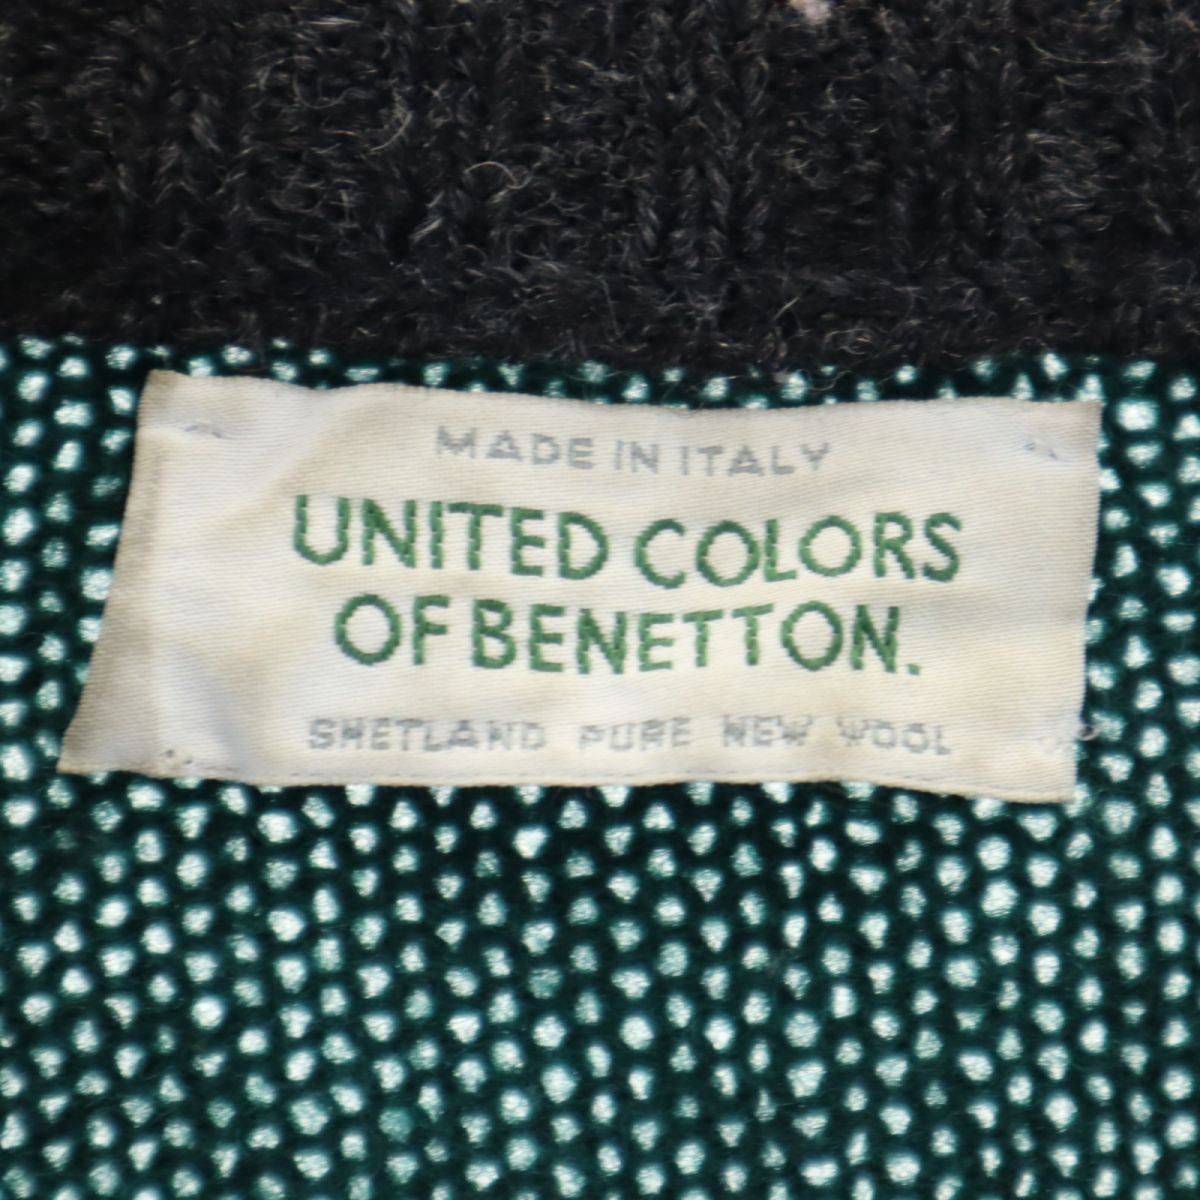 MADE IN ITALY
UNITED COLORS
OF BENETTON.
SHETLAND PURE NEW WOOL